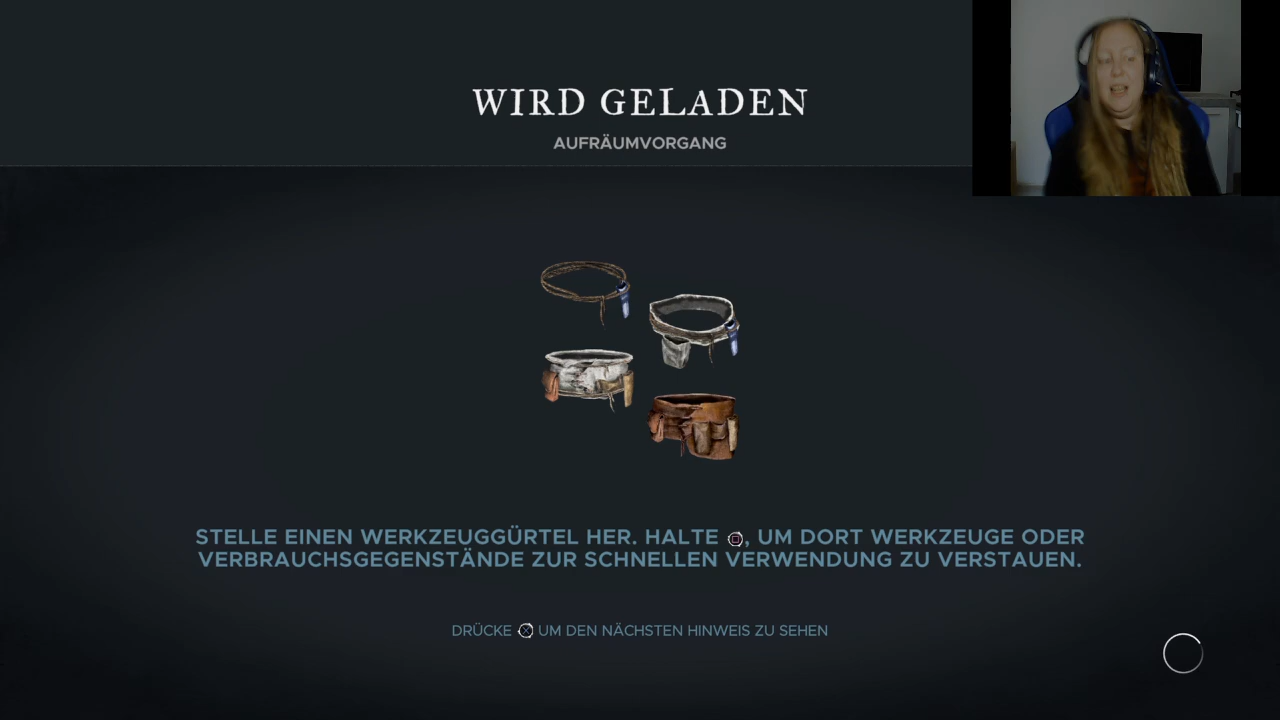 WIRD GELADEN
AUFRÄUMVORGANG
STELLE EINEN WERKZEUGGÜRTEL HER. HALTE , UM DORT WERKZEUGE ODER
VERBRAUCHSGEGENSTÄNDE ZUR SCHNELLEN VERWENDUNG ZU VERSTAUEN.
DRÜCKE UM DEN NÄCHSTEN HINWEIS ZU SEHEN